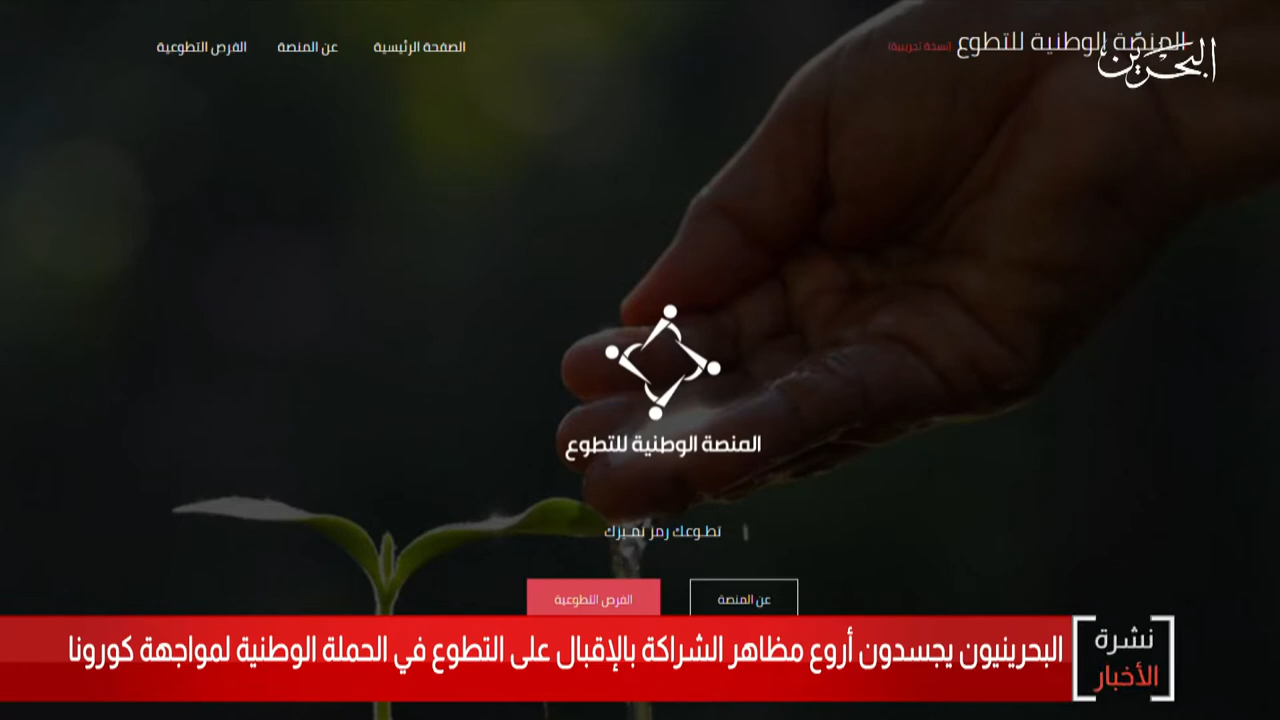 المنصّة الوطنية للتطوع (نسخة تجريبية)
البحرين
الصفحة الرئيسية
عن المنصة
الفرص التطوعية
المنصة الوطنية للتطوع
تطوعك رمز تميزك
عن المنصة
الفرص التطوعية
نشرة
الأخبار
البحرينيون يجسدون أروع مظاهر الشراكة بالإقبال على التطوع في الحملة الوطنية لمواجهة كورونا